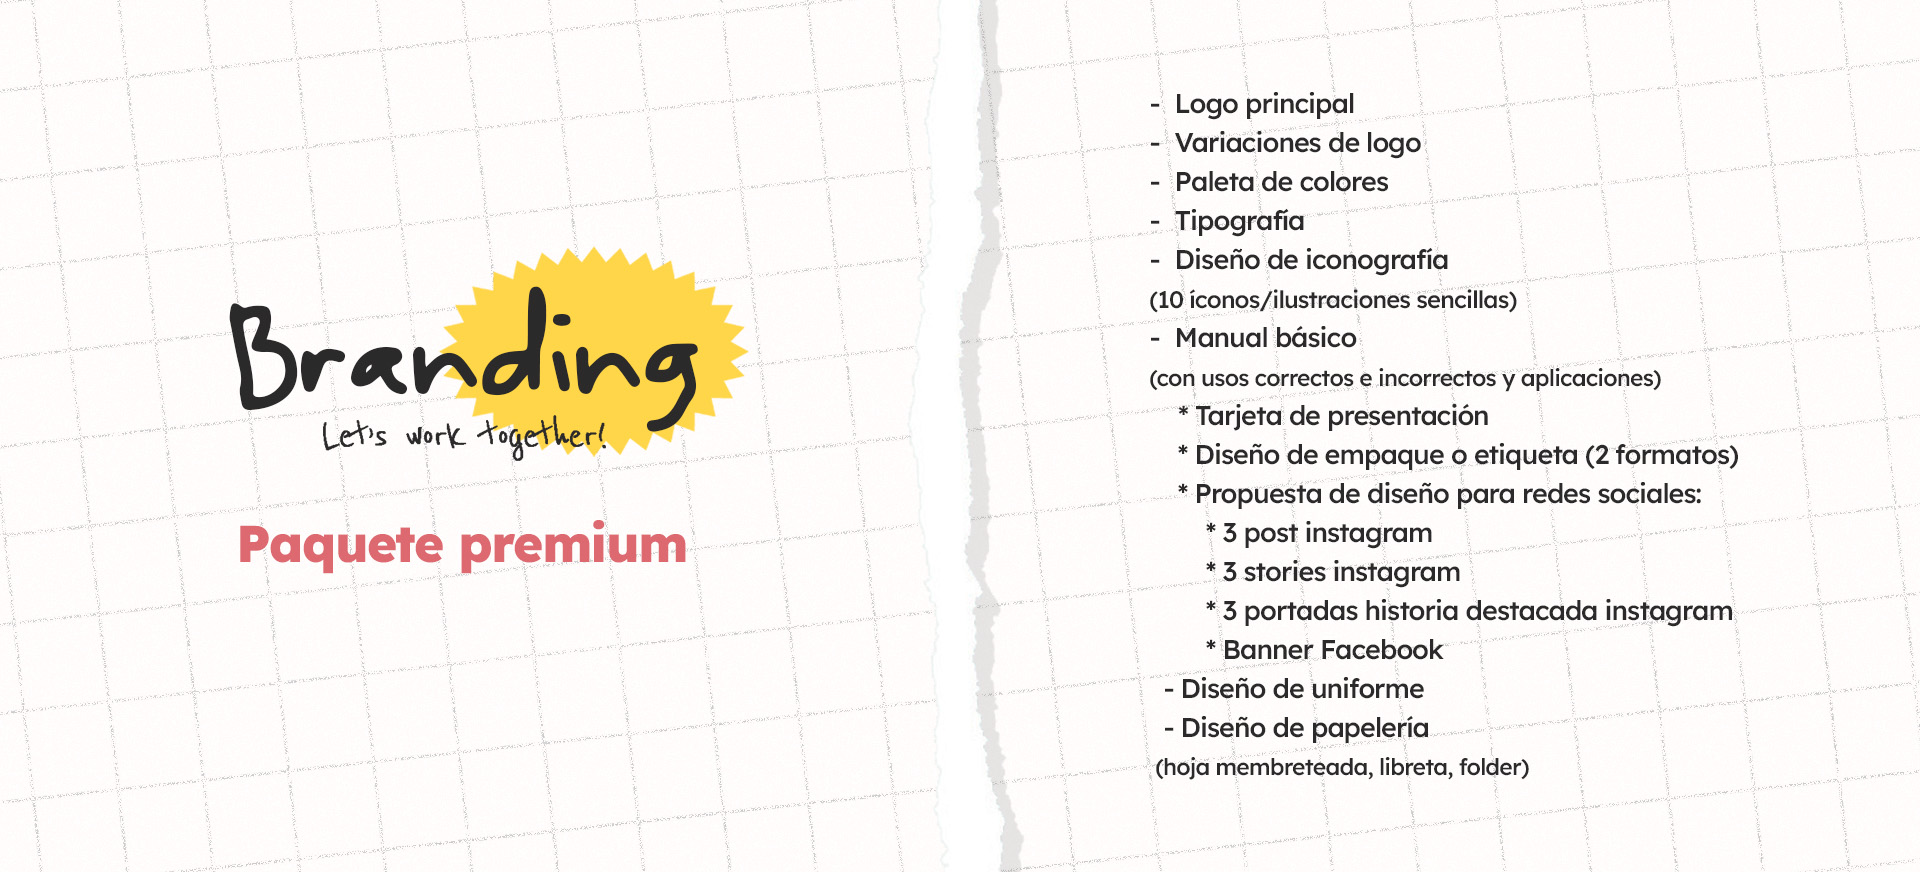 Branding
Let's work together!
Paquete premium
- Logo principal
- Variaciones de logo
- Paleta de colores
- Tipografía
- Diseño de iconografía
(10 íconos/ilustraciones sencillas)
- Manual básico
(con usos correctos e incorrectos y aplicaciones)
* Tarjeta de presentación
* Diseño de empaque o etiqueta (2 formatos)
* Propuesta de diseño para redes sociales:
* 3 post instagram
* 3 stories instagram
* 3 portadas historia destacada instagram
* Banner Facebook
- Diseño de uniforme
- Diseño de papelería
(hoja membreteada, libreta, folder)